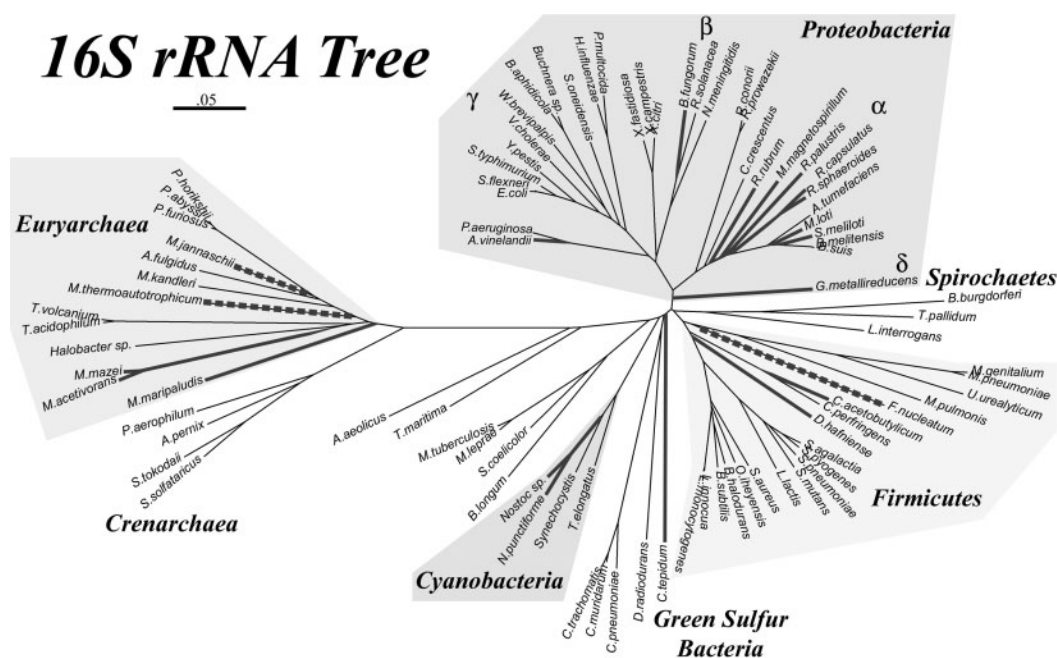 16S rRNA Tree
.05
Proteobacteria
γ
β
α
δ
P.aeruginosa
A.vinelandii
E.coli
S.flexneri
S.typhimurium
Y.pestis
V.cholerae
W.brevipalpis
B.aphidicola
Buchnera sp.
S.oneidensis
H.influenzae
P.multocida
X.fastidiosa
X.campestris
X.citri
B.fungorum
R.solanacea
N.meningitidis
R.conorii
R.prowazekii
C.crescentus
R.rubrum
M.magnetospirillum
R.palustris
R.capsulatus
R.sphaeroides
A.tumefaciens
M.loti
S.meliloti
B.melitensis
B.suis
G.metallireducens
Spirochaetes
B.burgdorferi
T.pallidum
L.interrogans
M.genitalium
M.pneumoniae
U.urealyticum
M.pulmonis
F.nucleatum
C.acetobutylicum
C.perfringens
D.hafniense
Firmicutes
S.agalactia
S.pyogenes
S.pneumoniae
S.mutans
L.lactis
S.aureus
O.iheyensis
B.halodurans
B.subtilis
L.innocua
L.monocytogenes
Green Sulfur
Bacteria
C.tepidum
D.radiodurans
C.pneumoniae
C.muridarum
C.trachomatis
Cyanobacteria
T.elongatus
Synechocystis
N.punctiforme
Nostoc sp.
B.longum
S.coelicolor
M.leprae
M.tuberculosis
T.maritima
A.aeolicus
Crenarchaea
S.solfataricus
S.tokodaii
A.pernix
P.aerophilum
Euryarchaea
M.maripaludis
M.acetivorans
M.mazei
Halobacter sp.
T.acidophilum
T.volcanium
M.thermoautotrophicum
M.kandleri
A.fulgidus
M.jannaschii
P.furiosus
P.abyssi
P.horikshii